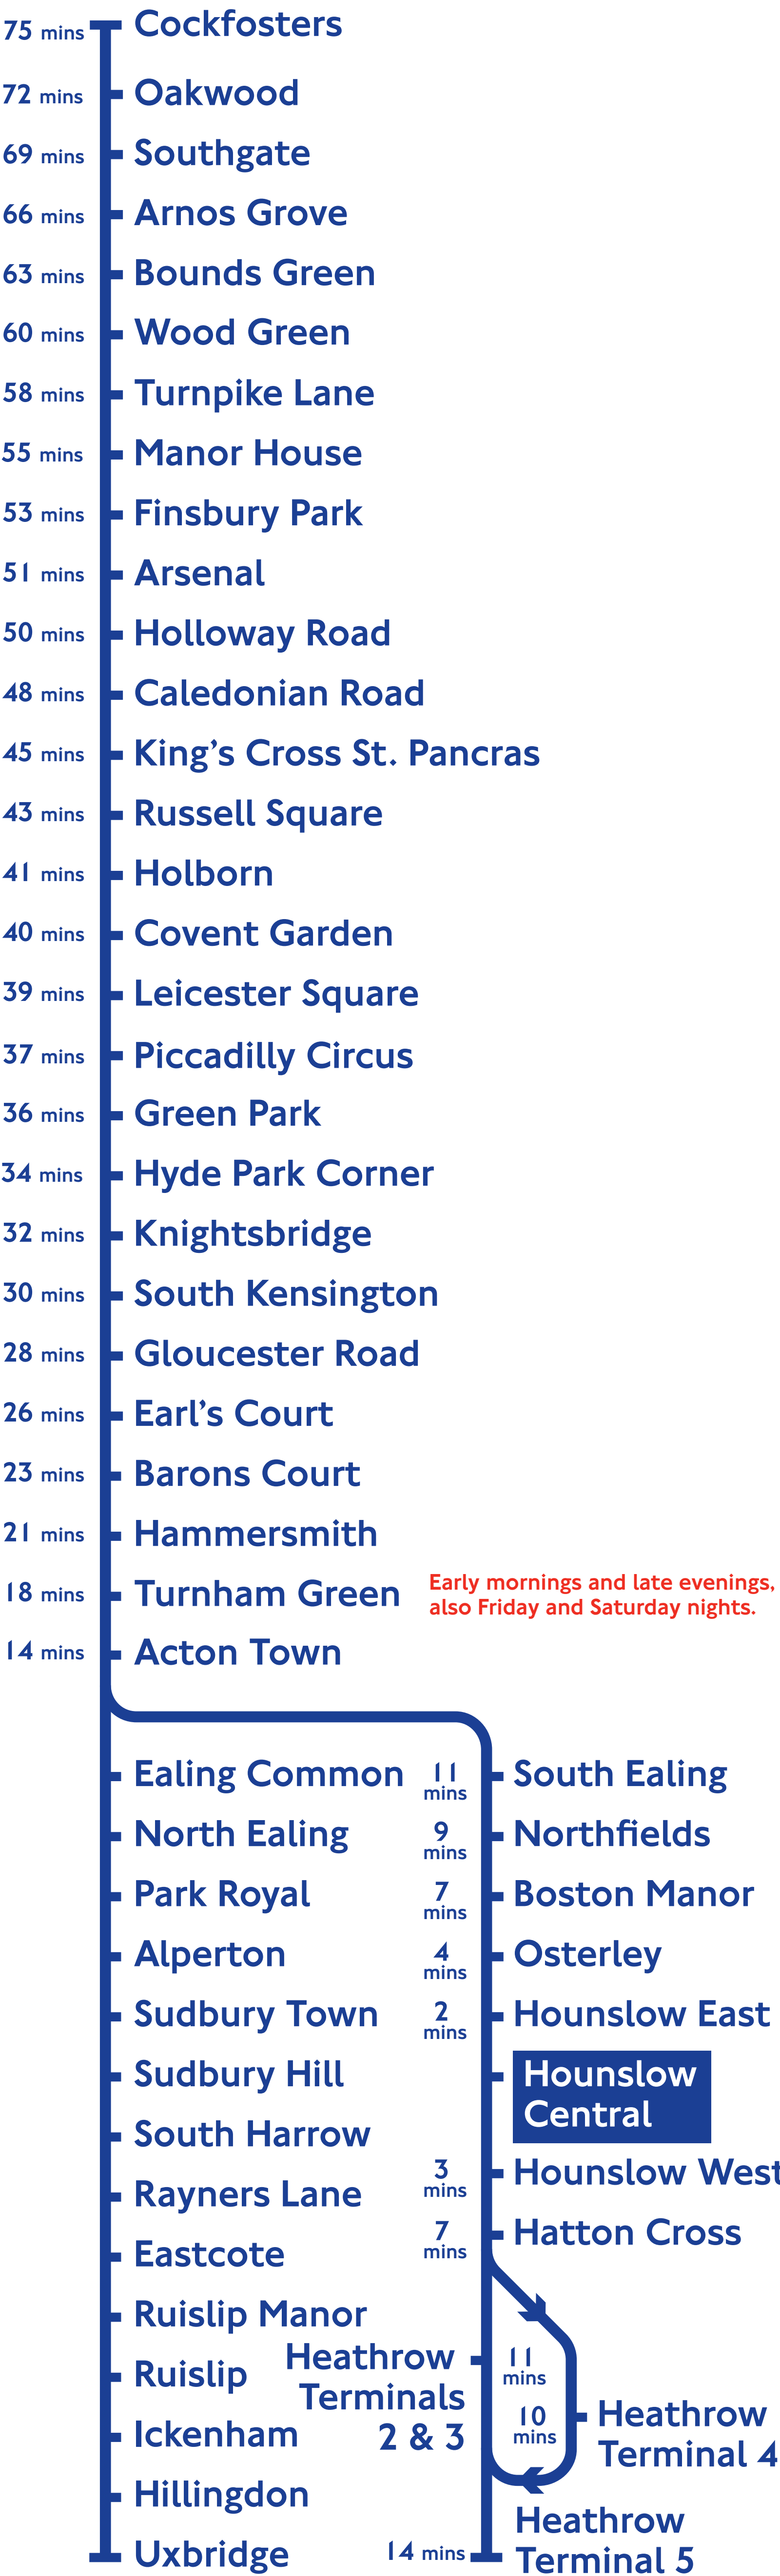 75 mins Cockfosters
72 mins Oakwood
69 mins Southgate
66 mins Arnos Grove
63 mins Bounds Green
60 mins Wood Green
58 mins Turnpike Lane
55 mins Manor House
53 mins Finsbury Park
51 mins Arsenal
50 mins Holloway Road
48 mins Caledonian Road
45 mins King's Cross St. Pancras
43 mins Russell Square
41 mins Holborn
40 mins Covent Garden
39 mins Leicester Square
37 mins Piccadilly Circus
36 mins Green Park
34 mins Hyde Park Corner
32 mins Knightsbridge
30 mins South Kensington
28 mins Gloucester Road
26 mins Earl's Court
23 mins Barons Court
21 mins Hammersmith
18 mins Turnham Green
Early mornings and late evenings,
also Friday and Saturday nights.
14 mins Acton Town
Ealing Common
North Ealing
Park Royal
Alperton
Sudbury Town
Sudbury Hill
South Harrow
Rayners Lane
Eastcote
Ruislip Manor
Ruislip
Ickenham
Hillingdon
Uxbridge
11
mins
South Ealing
9
mins
Northfields
7
mins
Boston Manor
4
mins
Osterley
2
mins
Hounslow East
Hounslow
Central
3
mins
Hounslow West
7
mins
Hatton Cross
Heathrow
Terminals
2 & 3
11
mins
10
mins
Heathrow
Terminal 4
14 mins
Heathrow
Terminal 5